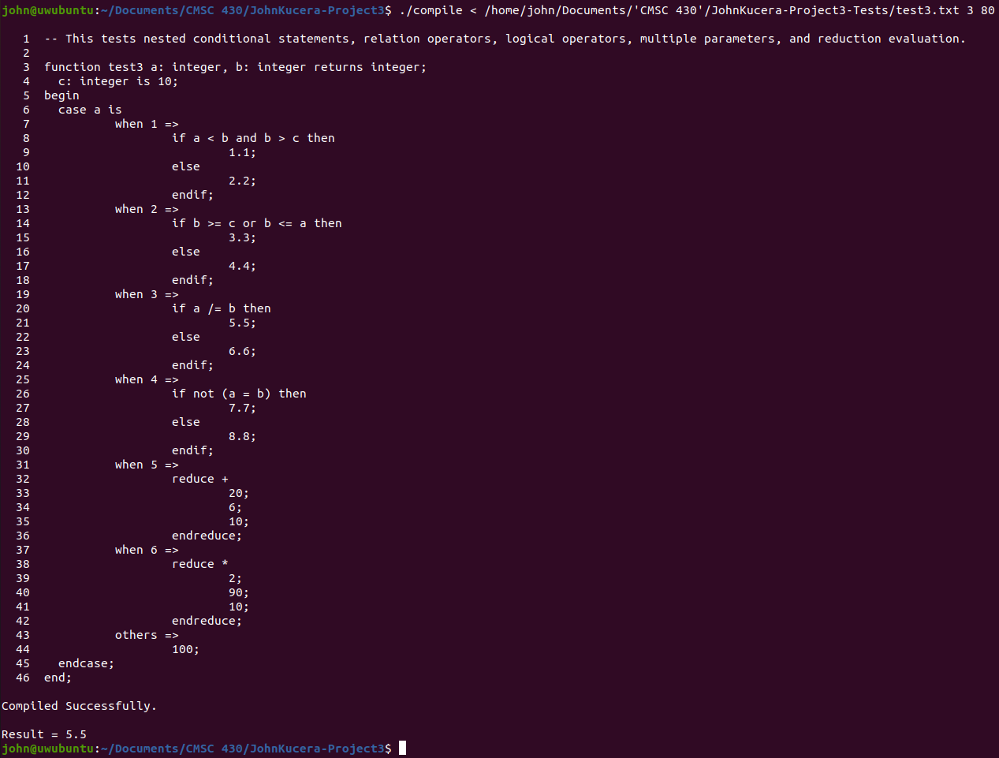 john@uwubuntu:~/Documents/CMSC 430/JohnKucera-Project3$ ./compile < /home/john/Documents/'CMSC 430'/JohnKucera-Project3-Tests/test3.txt 3 80
1 -- This tests nested conditional statements, relation operators, logical operators, multiple parameters, and reduction evaluation.
2
3 function test3 a: integer, b: integer returns integer;
4 c: integer is 10;
5 begin
6 case a is
7 when 1 =>
8 if a < b and b > c then
9 1.1;
10 else
11 2.2;
12 endif;
13 when 2 =>
14 if b >= c or b <= a then
15 3.3;
16 else
17 4.4;
18 endif;
19 when 3 =>
20 if a /= b then
21 5.5;
22 else
23 6.6;
24 endif;
25 when 4 =>
26 if not (a = b) then
27 7.7;
28 else
29 8.8;
30 endif;
31 when 5 =>
32 reduce +
33 20;
34 6;
35 10;
36 endreduce;
37 when 6 =>
38 reduce *
39 2;
40 90;
41 10;
42 endreduce;
43 others =>
44 100;
45 endcase;
46 end;
Compiled Successfully.
Result = 5.5
john@uwubuntu:~/Documents/CMSC 430/JohnKucera-Project3$